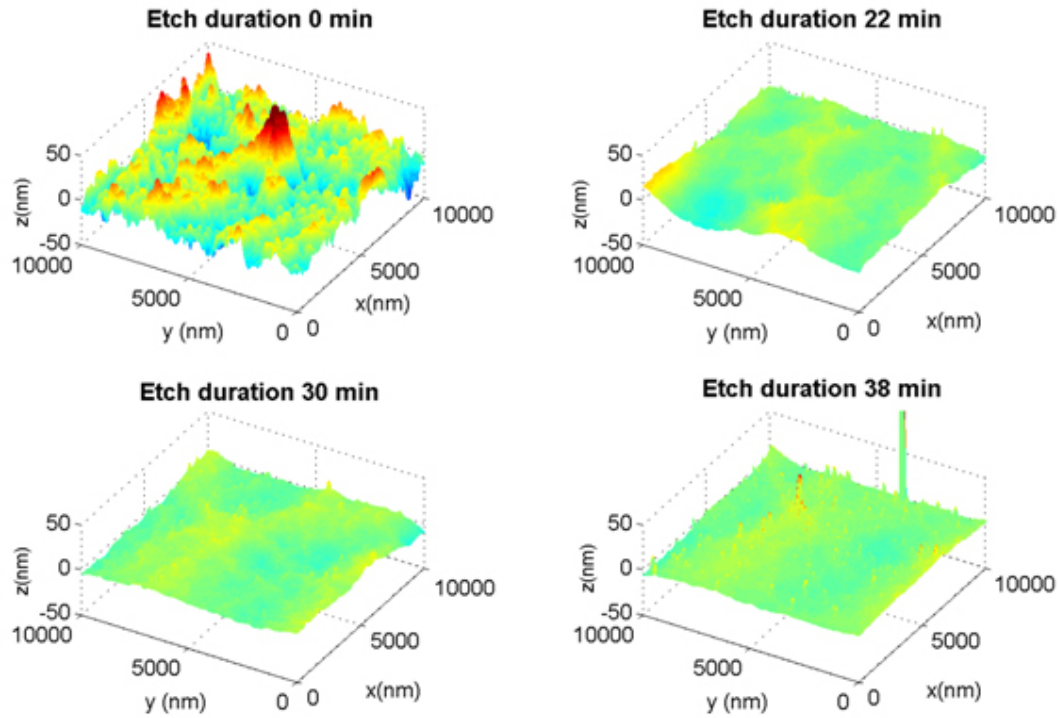 Etch duration 0 min
50
0
-50
z(nm)
10000
5000
0
y (nm)
0
5000
10000
x(nm)
Etch duration 22 min
50
0
-50
z(nm)
10000
5000
0
y (nm)
0
5000
10000
x(nm)
Etch duration 30 min
50
0
-50
z(nm)
10000
5000
0
y (nm)
0
5000
10000
x(nm)
Etch duration 38 min
50
0
-50
z(nm)
10000
5000
0
y (nm)
0
5000
10000
x(nm)